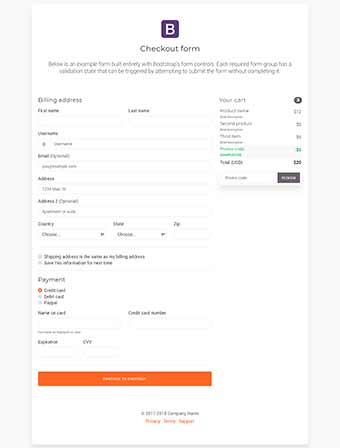 B
Checkout form
Below is an example form built entirely with Bootstrap's form controls. Each required form group has a
validation state that can be triggered by attempting to submit the form without completing it.
Billing address
First name
Last name
Username
@
Username
Email (Optional)
you@example.com
Address
1234 Main St
Address 2 (Optional)
Apartment or suite
Country
State
Zip
Choose...
Choose...
Shipping address is the same as my billing address
Save this information for next time
Payment
Credit card
Debit card
Paypal
Name on card
Credit card number
Full name as displayed on card
Expiration
CVV
CONTINUE TO CHECKOUT
Your cart
3
Product name
$12
Brief description
Second product
$8
Brief description
Third item
$5
Brief description
Promo code
-$5
EXAMPLECODE
Total (USD)
$20
Promo code
REDEEM
© 2017-2018 Company Name
Privacy Terms Support